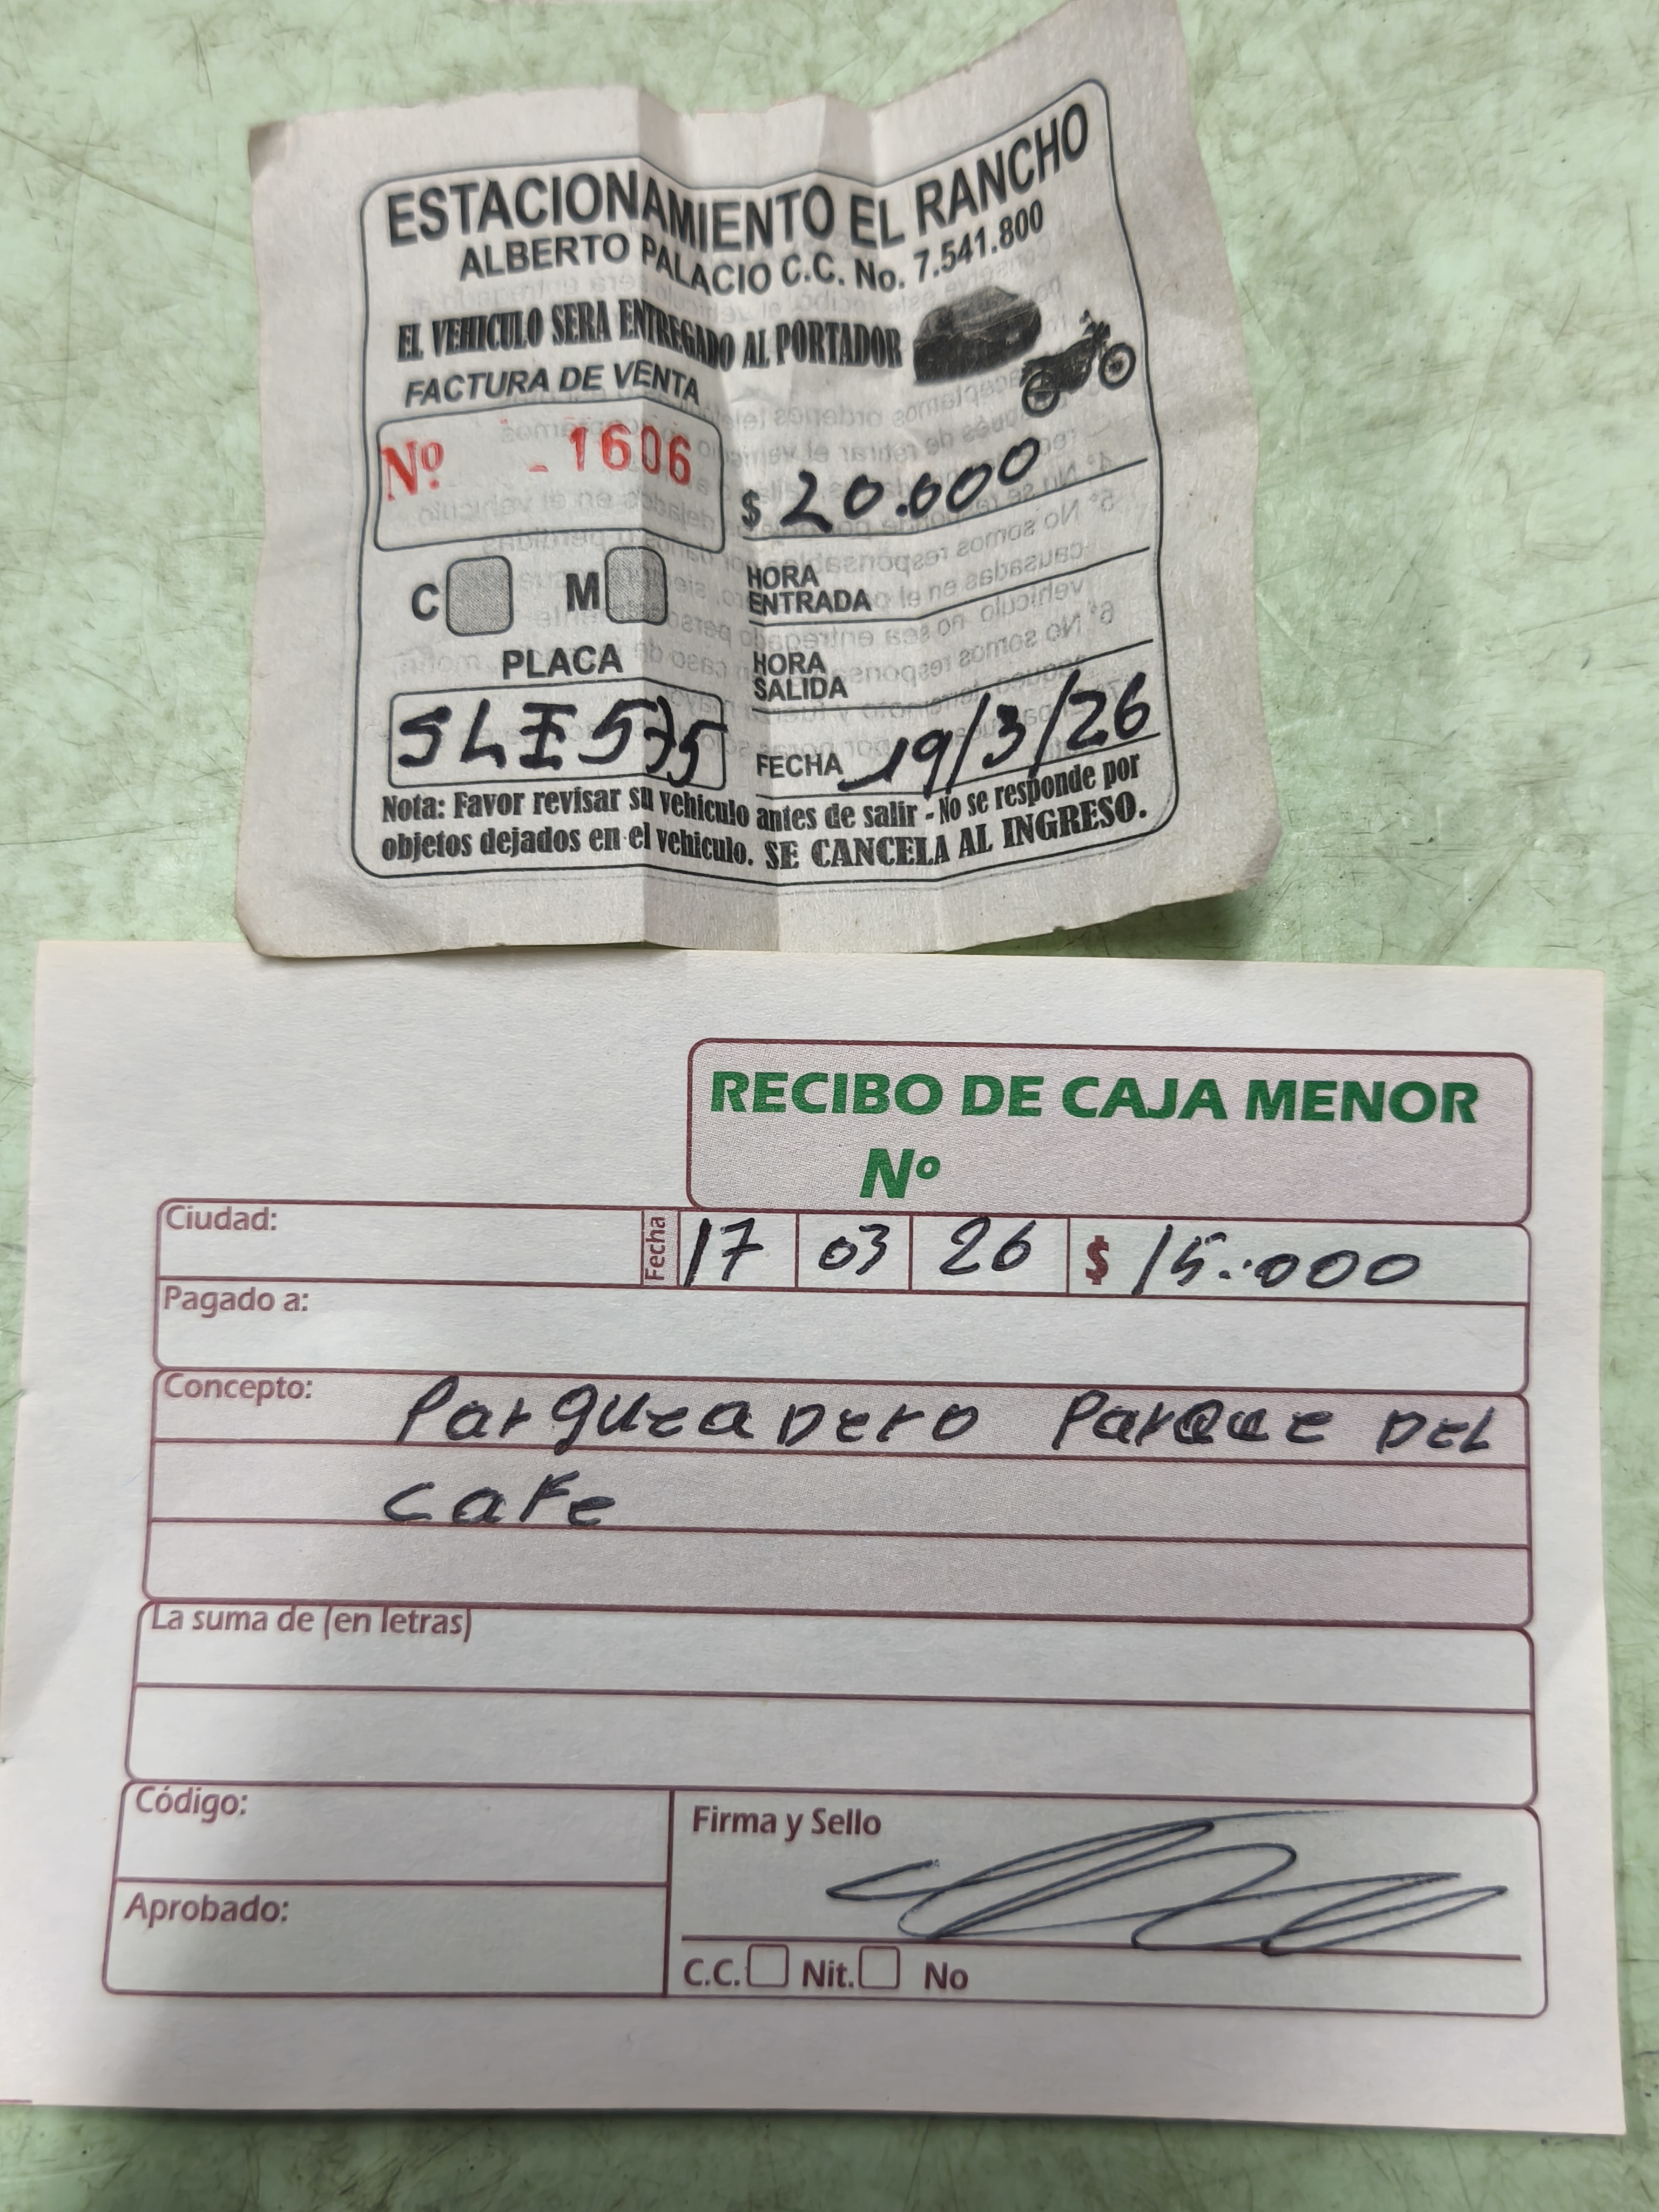 ESTACIONAMIENTO EL RANCHO
ALBERTO PALACIO C.C. No. 7.541.800
EL VEHICULO SERA ENTREGADO AL PORTADOR
FACTURA DE VENTA
Nº - 1606
$ 20.000
C M
HORA
ENTRADA
PLACA
HORA
SALIDA
SLI 575
FECHA 19/3/26
Nota: Favor revisar su vehiculo antes de salir - No se responde por
objetos dejados en el vehiculo. SE CANCELA AL INGRESO.
RECIBO DE CAJA MENOR
Nº
Ciudad: Fecha 17 03 26 $ 15.000
Pagado a:
Concepto: Parqueadero Parque Del
cafe
La suma de (en letras)
Código:
Firma y Sello
Aprobado:
C.C. Nit. No